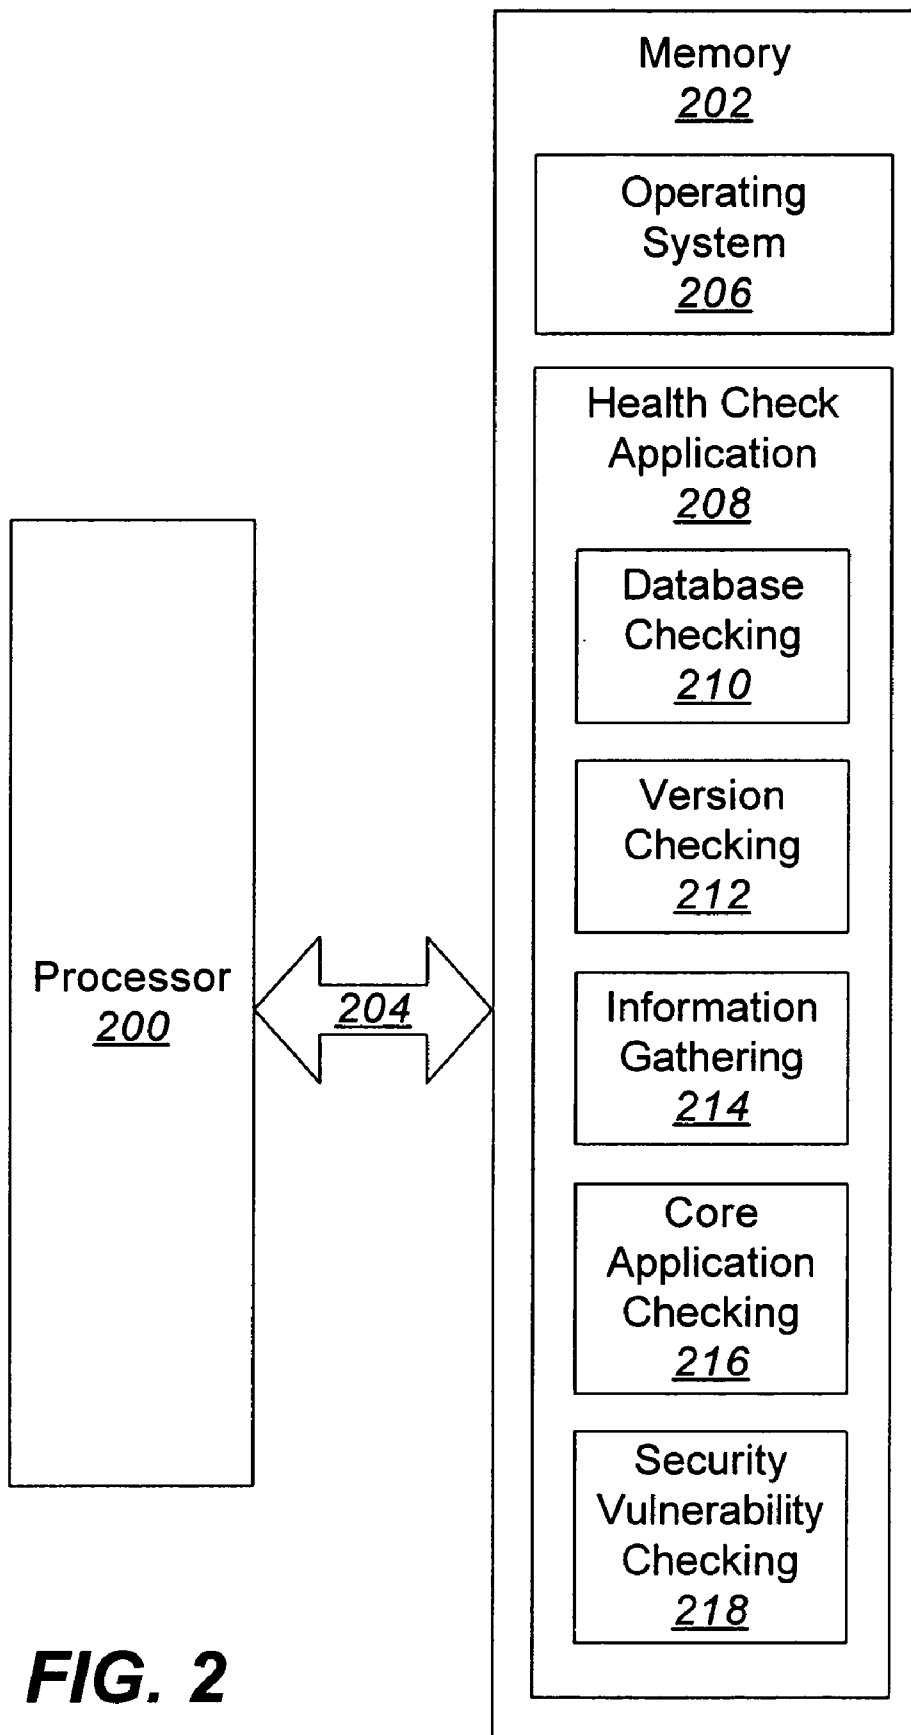 Memory
202
Operating
System
206
Health Check
Application
208
Database
Checking
210
Version
Checking
212
Processor
200
204
Information
Gathering
214
Core
Application
Checking
216
Security
Vulnerability
Checking
218
FIG. 2